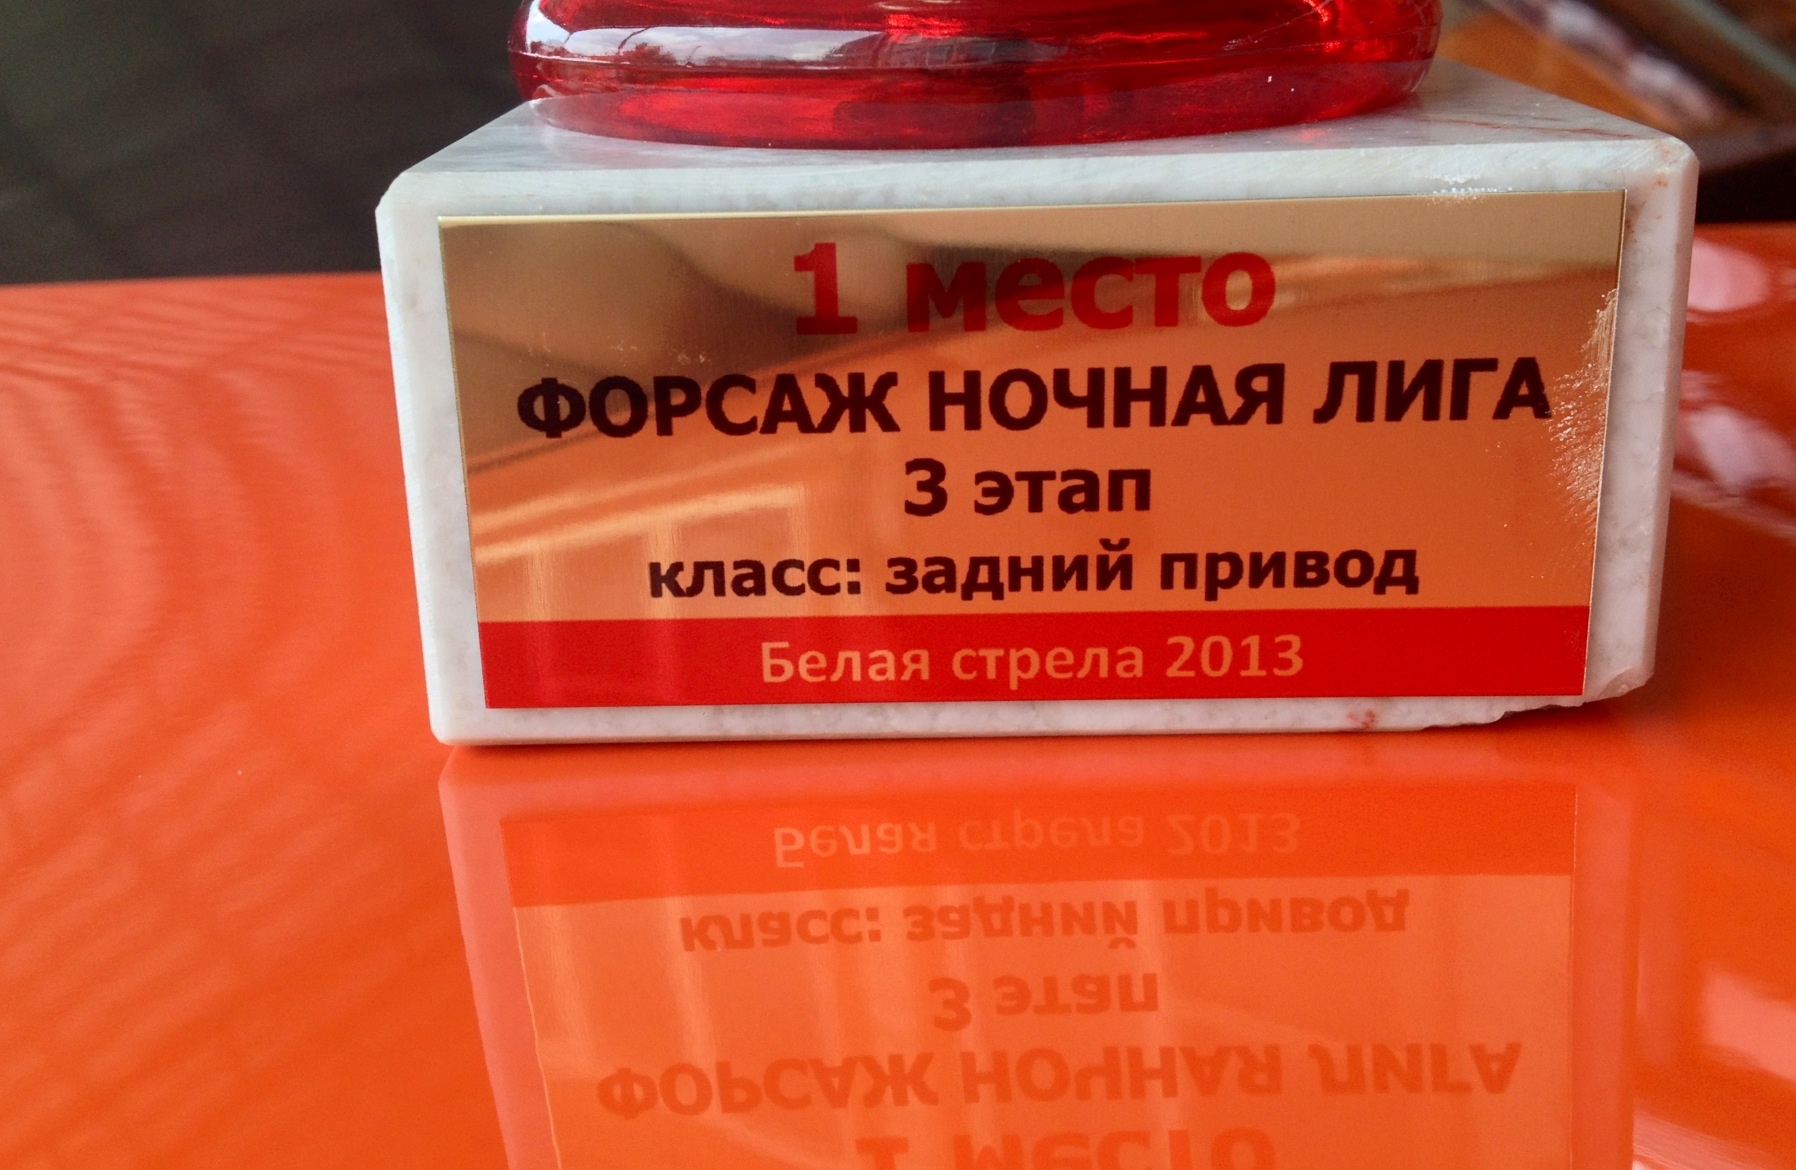 1 место
ФОРСАЖ НОЧНАЯ ЛИГА
3 этап
класс: задний привод
Белая стрела 2013